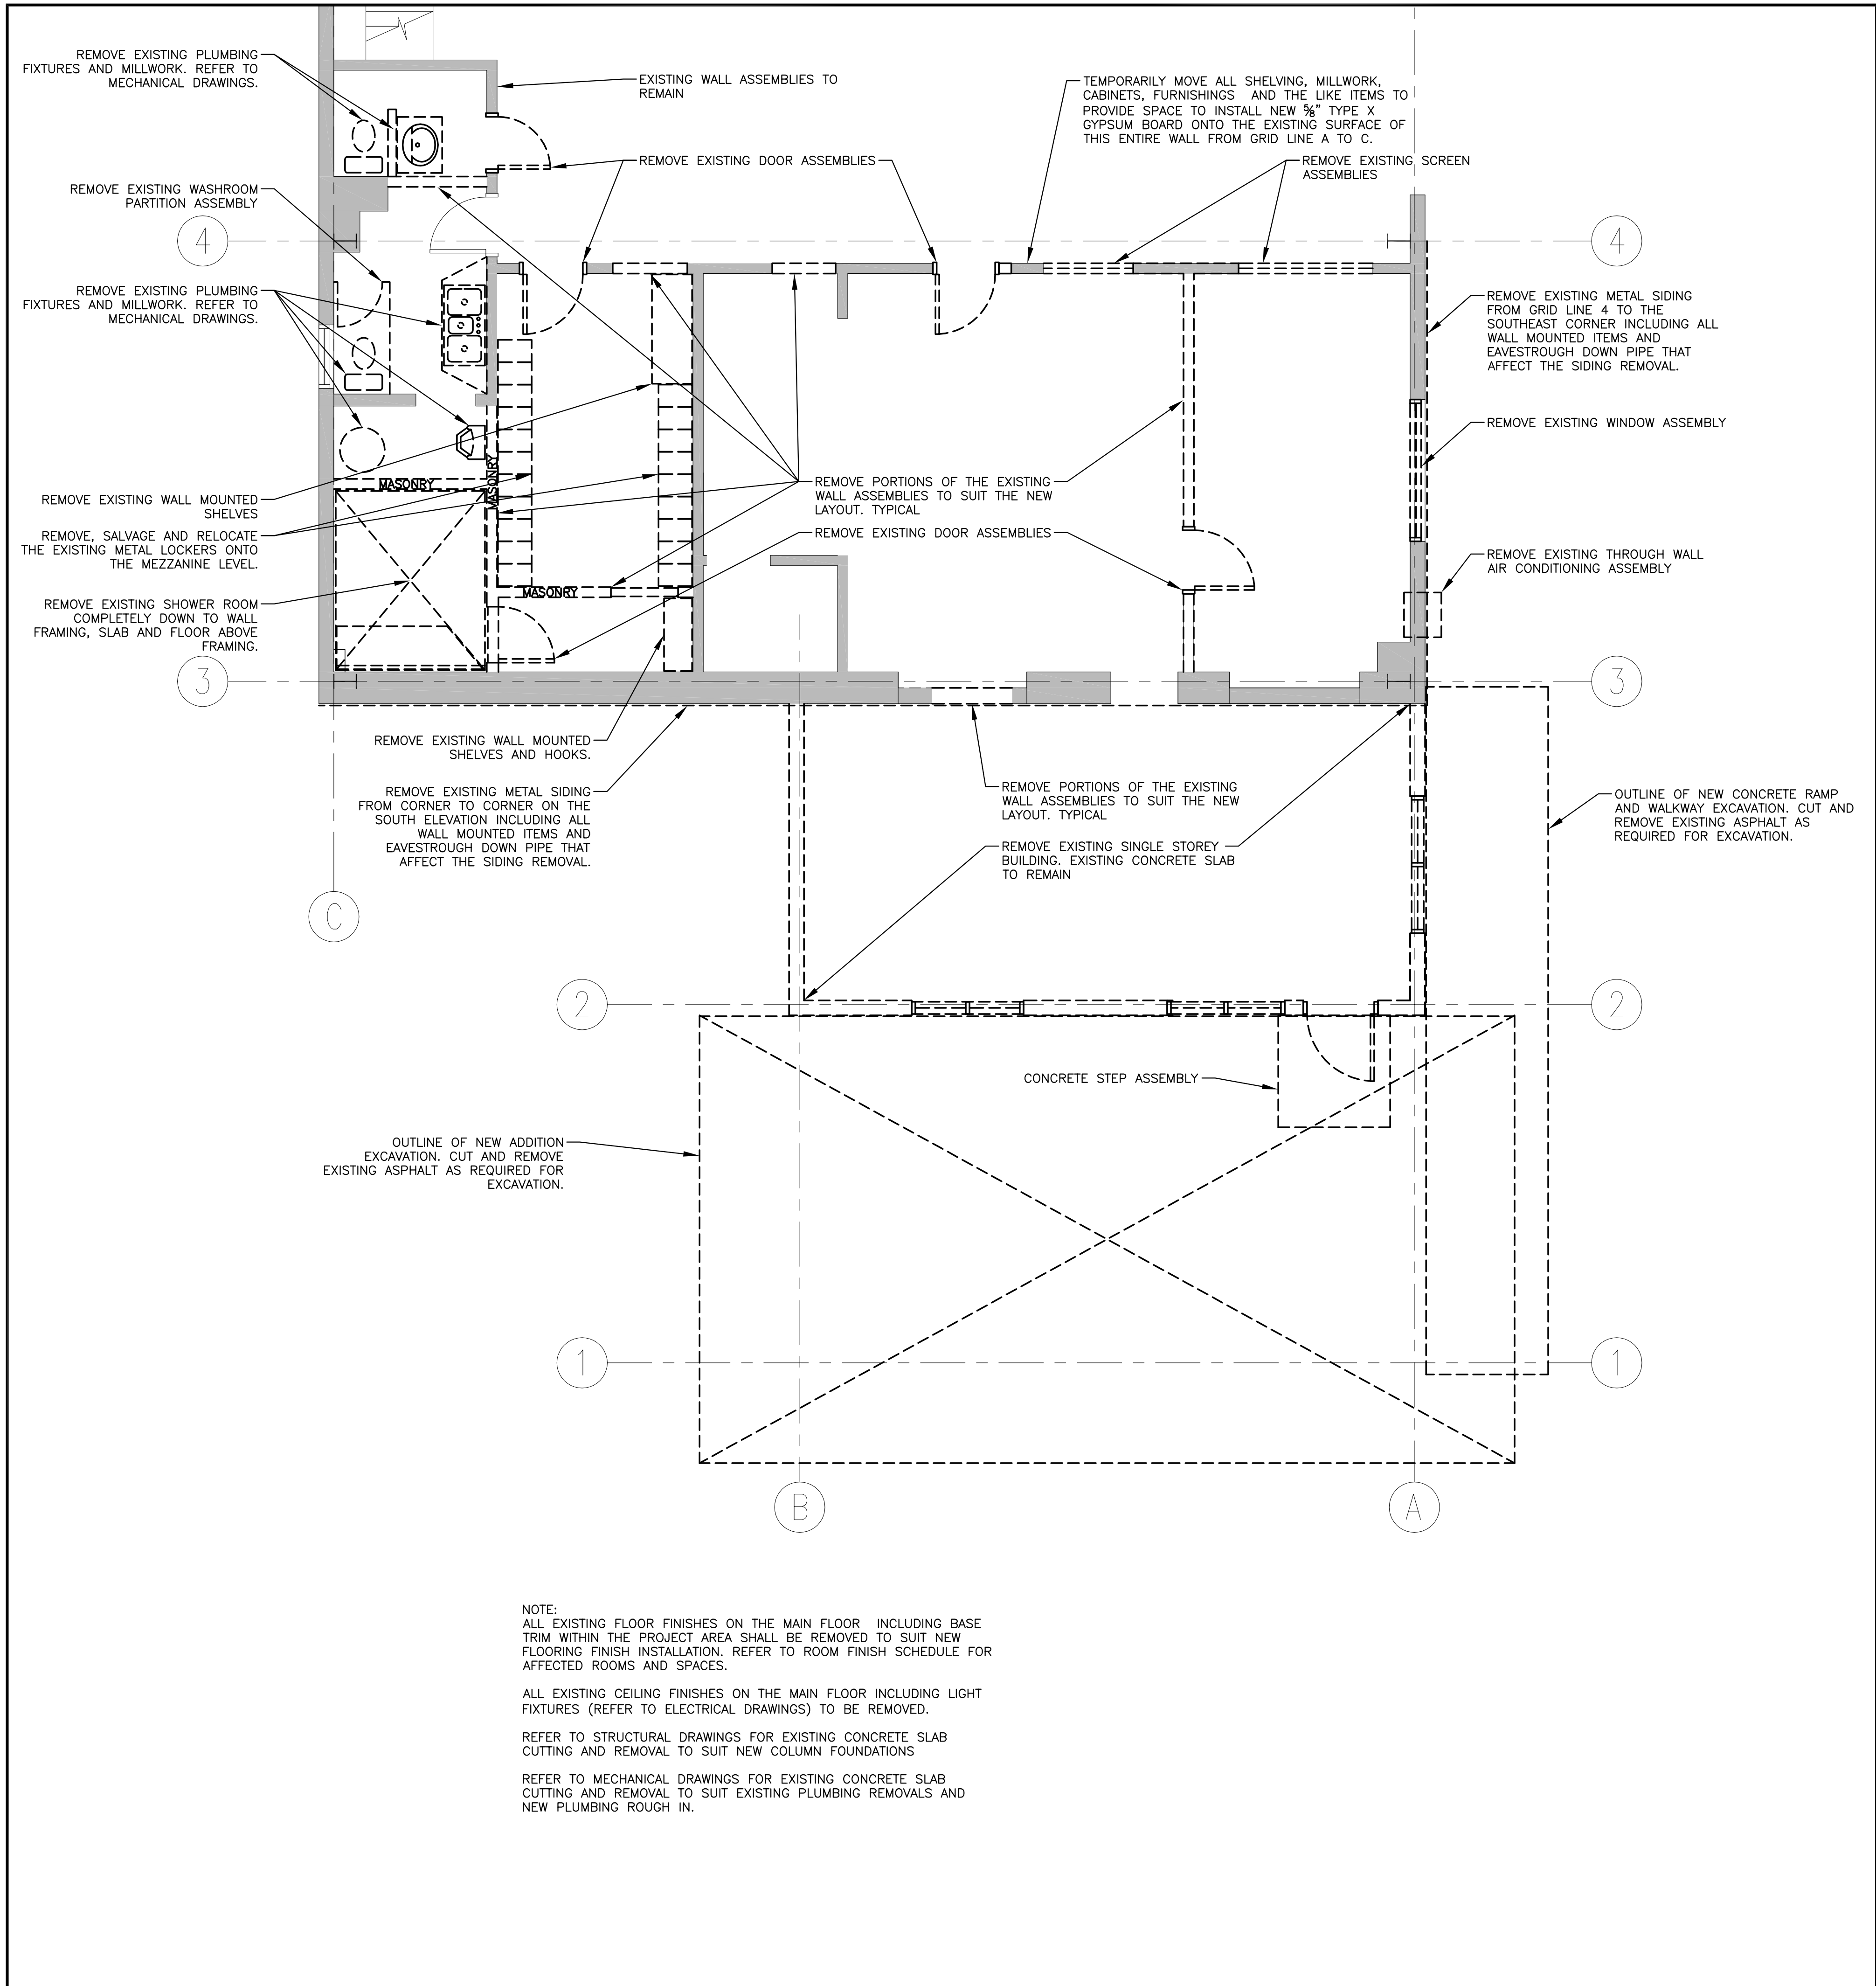 REMOVE EXISTING PLUMBING
FIXTURES AND MILLWORK. REFER TO
MECHANICAL DRAWINGS.
EXISTING WALL ASSEMBLIES TO
REMAIN
TEMPORARILY MOVE ALL SHELVING, MILLWORK,
CABINETS, FURNISHINGS AND THE LIKE ITEMS TO
PROVIDE SPACE TO INSTALL NEW ⅝" TYPE X
GYPSUM BOARD ONTO THE EXISTING SURFACE OF
THIS ENTIRE WALL FROM GRID LINE A TO C.
REMOVE EXISTING DOOR ASSEMBLIES
REMOVE EXISTING SCREEN
ASSEMBLIES
REMOVE EXISTING WASHROOM
PARTITION ASSEMBLY
4
4
REMOVE EXISTING PLUMBING
FIXTURES AND MILLWORK. REFER TO
MECHANICAL DRAWINGS.
REMOVE EXISTING METAL SIDING
FROM GRID LINE 4 TO THE
SOUTHEAST CORNER INCLUDING ALL
WALL MOUNTED ITEMS AND
EAVESTROUGH DOWN PIPE THAT
AFFECT THE SIDING REMOVAL.
REMOVE EXISTING WINDOW ASSEMBLY
MASONRY
MASONRY
REMOVE PORTIONS OF THE EXISTING
WALL ASSEMBLIES TO SUIT THE NEW
LAYOUT. TYPICAL
REMOVE EXISTING WALL MOUNTED
SHELVES
REMOVE, SALVAGE AND RELOCATE
THE EXISTING METAL LOCKERS ONTO
THE MEZZANINE LEVEL.
REMOVE EXISTING DOOR ASSEMBLIES
REMOVE EXISTING THROUGH WALL
AIR CONDITIONING ASSEMBLY
MASONRY
REMOVE EXISTING SHOWER ROOM
COMPLETELY DOWN TO WALL
FRAMING, SLAB AND FLOOR ABOVE
FRAMING.
3
3
REMOVE EXISTING WALL MOUNTED
SHELVES AND HOOKS.
REMOVE EXISTING METAL SIDING
FROM CORNER TO CORNER ON THE
SOUTH ELEVATION INCLUDING ALL
WALL MOUNTED ITEMS AND
EAVESTROUGH DOWN PIPE THAT
AFFECT THE SIDING REMOVAL.
REMOVE PORTIONS OF THE EXISTING
WALL ASSEMBLIES TO SUIT THE NEW
LAYOUT. TYPICAL
OUTLINE OF NEW CONCRETE RAMP
AND WALKWAY EXCAVATION. CUT AND
REMOVE EXISTING ASPHALT AS
REQUIRED FOR EXCAVATION.
REMOVE EXISTING SINGLE STOREY
BUILDING. EXISTING CONCRETE SLAB
TO REMAIN
C
2
2
CONCRETE STEP ASSEMBLY
OUTLINE OF NEW ADDITION
EXCAVATION. CUT AND REMOVE
EXISTING ASPHALT AS REQUIRED FOR
EXCAVATION.
1
1
B
A
NOTE:
ALL EXISTING FLOOR FINISHES ON THE MAIN FLOOR INCLUDING BASE
TRIM WITHIN THE PROJECT AREA SHALL BE REMOVED TO SUIT NEW
FLOORING FINISH INSTALLATION. REFER TO ROOM FINISH SCHEDULE FOR
AFFECTED ROOMS AND SPACES.
ALL EXISTING CEILING FINISHES ON THE MAIN FLOOR INCLUDING LIGHT
FIXTURES (REFER TO ELECTRICAL DRAWINGS) TO BE REMOVED.
REFER TO STRUCTURAL DRAWINGS FOR EXISTING CONCRETE SLAB
CUTTING AND REMOVAL TO SUIT NEW COLUMN FOUNDATIONS
REFER TO MECHANICAL DRAWINGS FOR EXISTING CONCRETE SLAB
CUTTING AND REMOVAL TO SUIT EXISTING PLUMBING REMOVALS AND
NEW PLUMBING ROUGH IN.